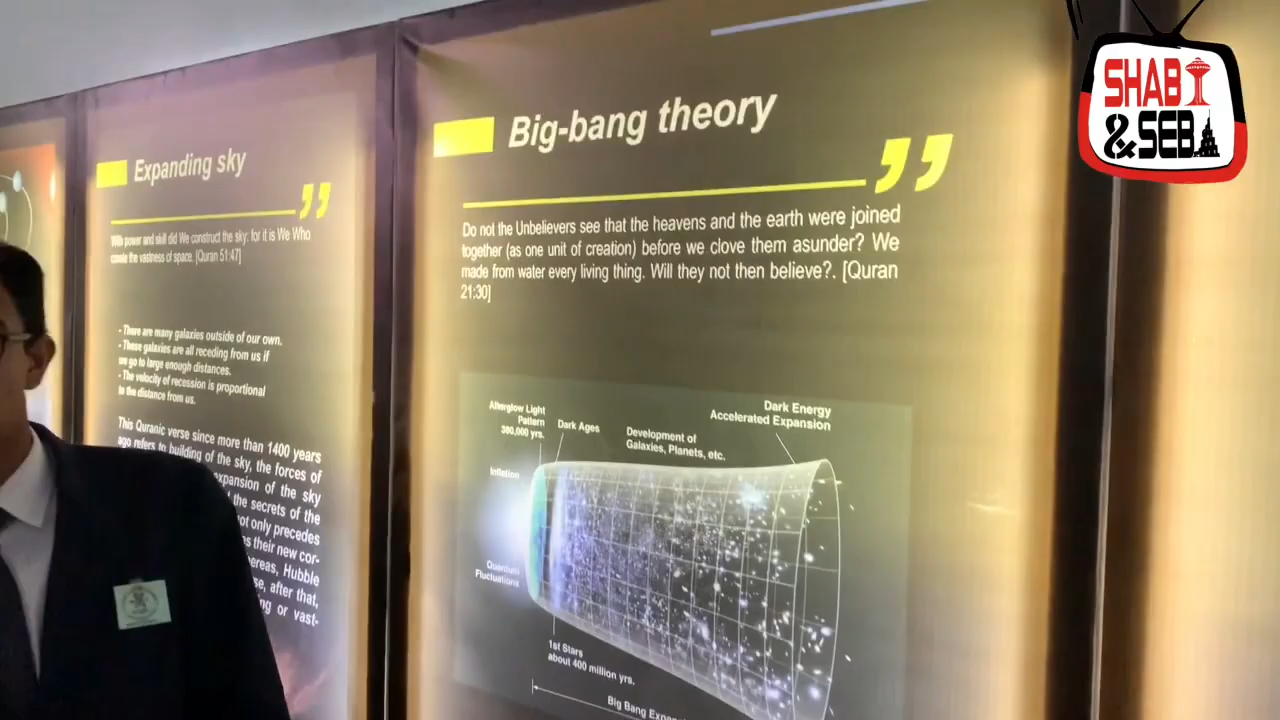 SHAB
&SEB
Expanding sky
With power and skill did We construct the sky: for it is We Who
create the vastness of space. [Quran 51:47]
- There are many galaxies outside of our own.
- These galaxies are all receding from us if
we go to large enough distances.
- The velocity of recession is proportional
to the distance from us.
This Quranic verse since more than 1400 years
ago refers to building of the sky, the forces of
expansion of the sky
the secrets of the
not only precedes
as their new cor-
ereas, Hubble
se, after that,
ng or vast-
Big-bang theory
Do not the Unbelievers see that the heavens and the earth were joined
together (as one unit of creation) before we clove them asunder? We
made from water every living thing. Will they not then believe?. [Quran
21:30]
Afterglow Light
Pattern
380,000 yrs.
Dark Ages
Development of
Galaxies, Planets, etc.
Dark Energy
Accelerated Expansion
Inflation
Quantum
Fluctuations
1st Stars
about 400 million yrs.
Big Bang Expan